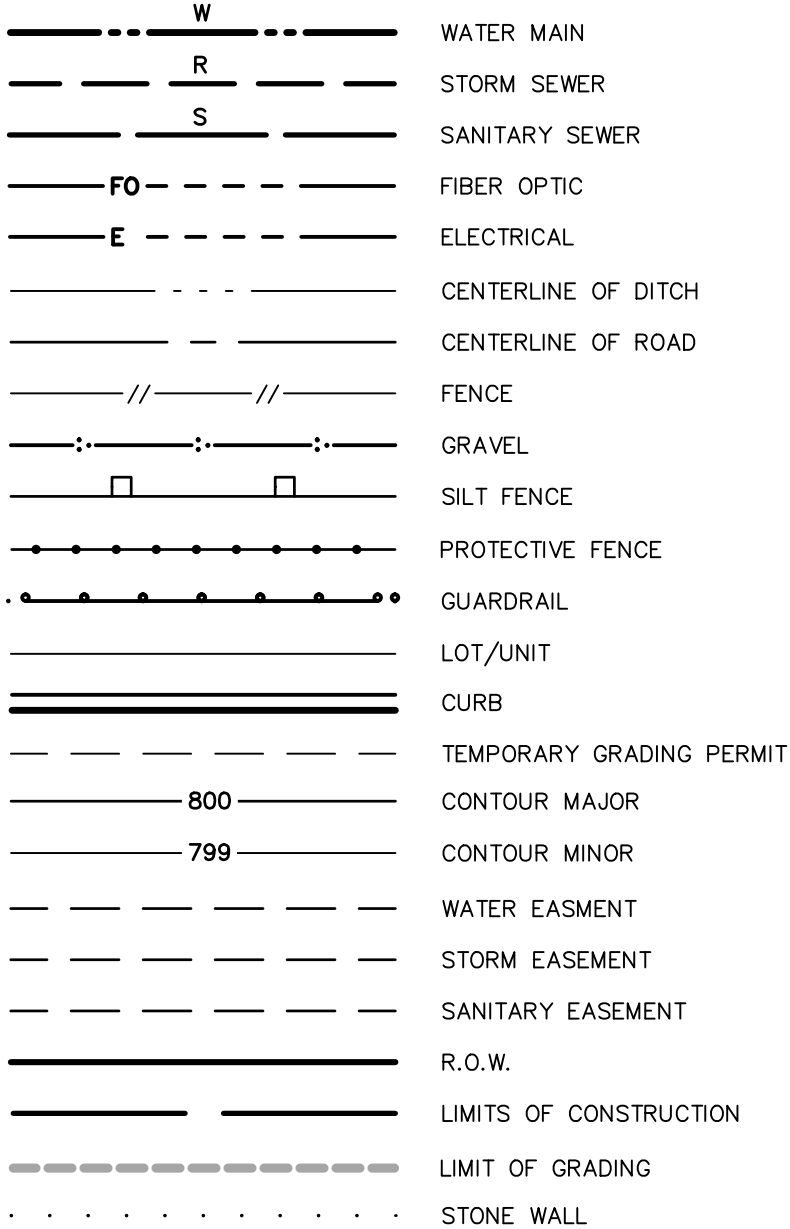 W WATER MAIN
R STORM SEWER
S SANITARY SEWER
FO FIBER OPTIC
E ELECTRICAL
CENTERLINE OF DITCH
CENTERLINE OF ROAD
FENCE
GRAVEL
SILT FENCE
PROTECTIVE FENCE
GUARDRAIL
LOT/UNIT
CURB
TEMPORARY GRADING PERMIT
800 CONTOUR MAJOR
799 CONTOUR MINOR
WATER EASMENT
STORM EASEMENT
SANITARY EASEMENT
R.O.W.
LIMITS OF CONSTRUCTION
LIMIT OF GRADING
STONE WALL